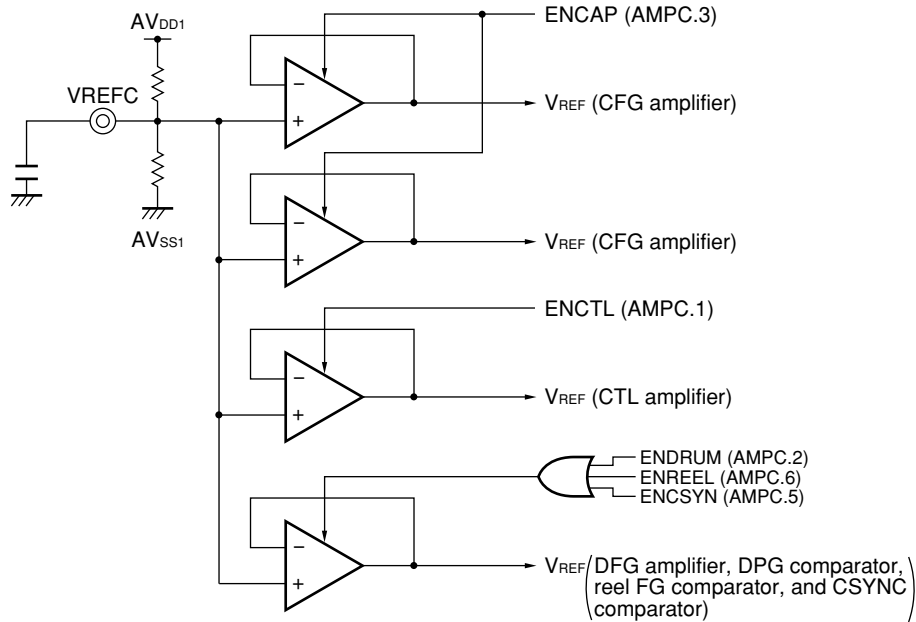 AVDD1
ENCAP (AMPC.3)
VREFC
−
+
VREF (CFG amplifier)
AVSS1
−
+
VREF (CFG amplifier)
ENCTL (AMPC.1)
−
+
VREF (CTL amplifier)
ENDRUM (AMPC.2)
ENREEL (AMPC.6)
ENCSYN (AMPC.5)
−
+
VREF (DFG amplifier, DPG comparator,
reel FG comparator, and CSYNC
comparator)